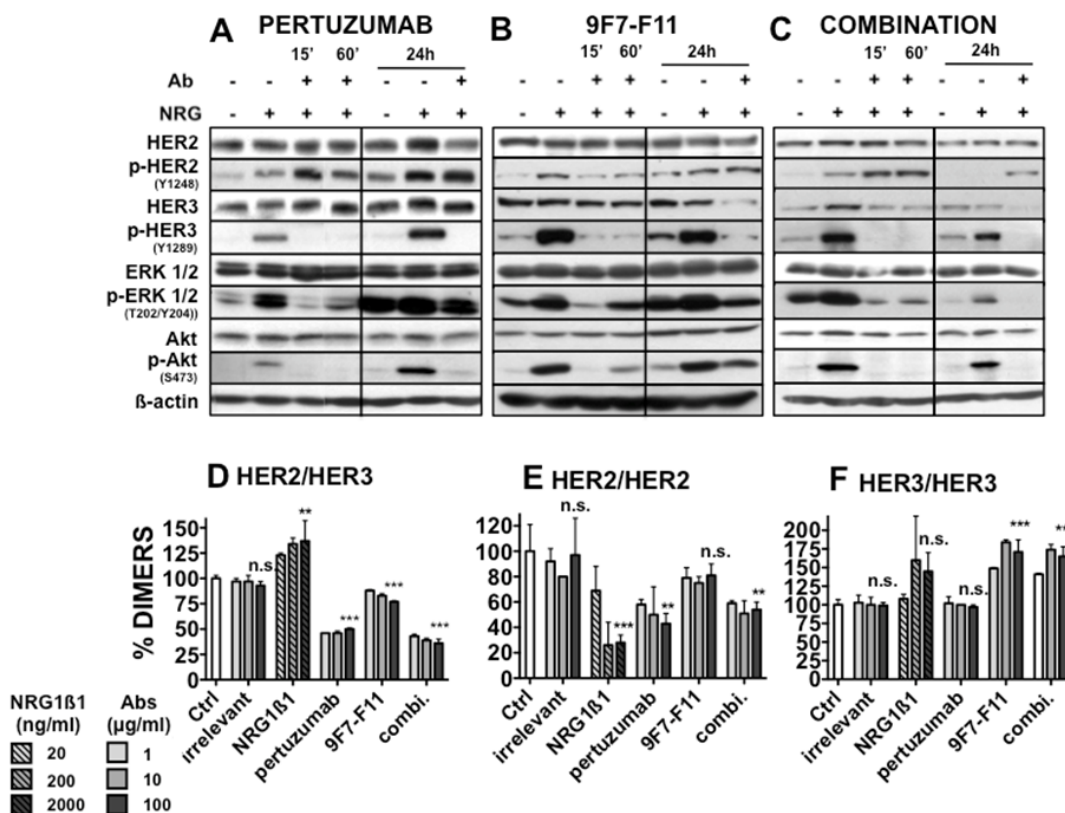 A PERTUZUMAB B 9F7-F11 C COMBINATION
15' 60' 24h 15' 60' 24h 15' 60' 24h
Ab - - + + - - + - - + + - - + - - + + - - +
NRG - + + + - + + - + + + - + + - + + + - + +
HER2
p-HER2
(Y1248)
HER3
p-HER3
(Y1289)
ERK 1/2
p-ERK 1/2
(T202/Y204))
Akt
p-Akt
(S473)
ß-actin
D HER2/HER3
% DIMERS
150
125
100
75
50
25
0
n.s.
**
***
***
***
Ctrl
irrelevant
NRG1ß1
pertuzumab
9F7-F11
combi.
E HER2/HER2
120
100
80
60
40
20
0
n.s.
***
**
n.s.
**
Ctrl
irrelevant
NRG1ß1
pertuzumab
9F7-F11
combi.
F HER3/HER3
200
175
150
125
100
75
50
25
0
n.s.
n.s.
n.s.
***
**
Ctrl
irrelevant
NRG1ß1
pertuzumab
9F7-F11
combi.
NRG1ß1 Abs
(ng/ml) (µg/ml)
20 1
200 10
2000 100